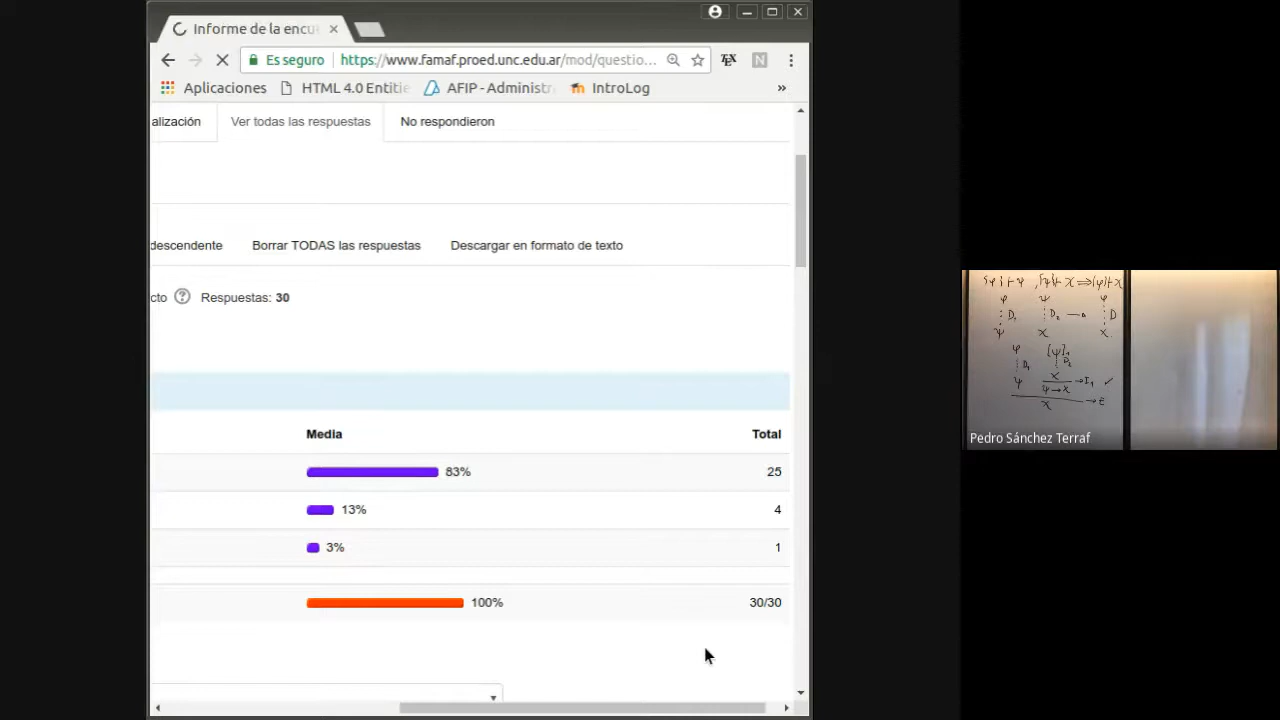 Informe de la encu
Es seguro https://www.famaf.proed.unc.edu.ar/mod/questio...
Aplicaciones HTML 4.0 Entitie AFIP - Administr IntroLog »
alización Ver todas las respuestas No respondieron
descendente Borrar TODAS las respuestas Descargar en formato de texto
cto ? Respuestas: 30
Media Total
83% 25
13% 4
3% 1
100% 30/30
φ ψ φ
⋮ D₁ ⋮ D₂ ⋮ D
ψ χ χ
φ [ψ]₁
χ
ψ → χ
χ → E
Pedro Sánchez Terraf